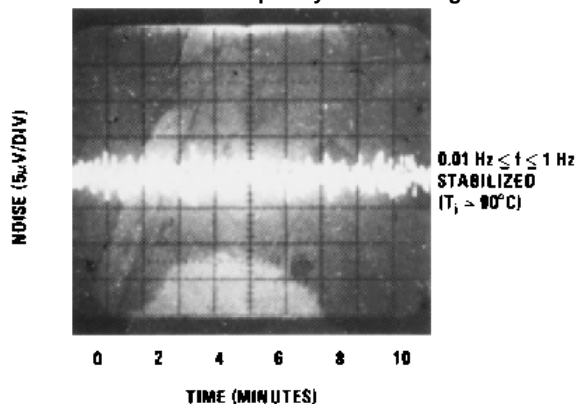 NOISE (5μV/DIV)
0.01 Hz ≤ f ≤ 1 Hz
STABILIZED
(Tj ≃ 90°C)
0 2 4 6 8 10
TIME (MINUTES)